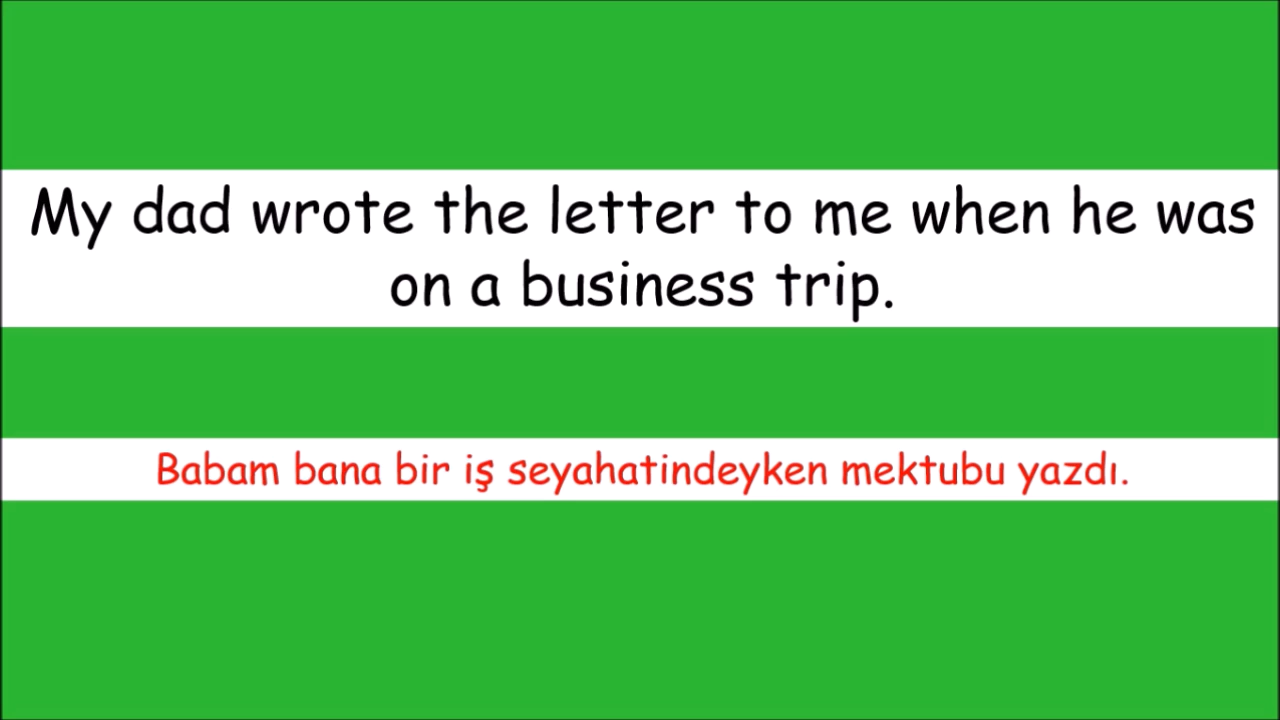 My dad wrote the letter to me when he was
on a business trip.
Babam bana bir iş seyahatindeyken mektubu yazdı.